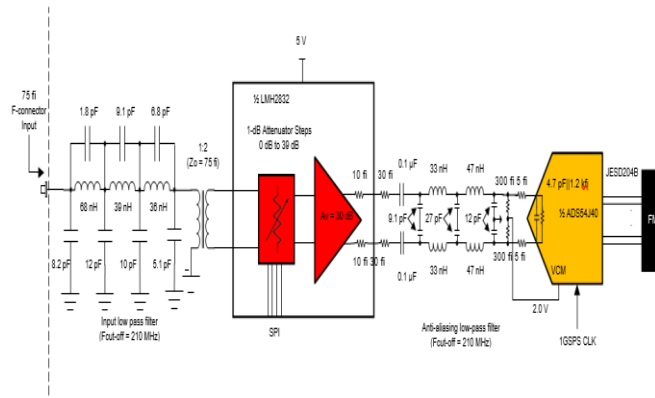 5 V
75 fi
F-connector
Input
1.8 pF
9.1 pF
6.8 pF
1:2
(Zo = 75 fi)
½ LMH2832
1-dB Attenuator Steps
0 dB to 39 dB
68 nH
39 nH
36 nH
8.2 pF
12 pF
10 pF
5.1 pF
Input low pass filter
(Fout-off = 210 MHz)
Av = 30 dB
SPI
10 fi
30 fi
0.1 µF
33 nH
47 nH
300 fi
5 fi
9.1 pF
27 pF
12 pF
10 fi
30 fi
0.1 µF
33 nH
47 nH
300 fi
5 fi
Anti-aliasing low-pass filter
(Fout-off = 210 MHz)
4.7 pF||1.2
½ ADS54J40
VCM
2.0 V
1GSPS CLK
JESD204B